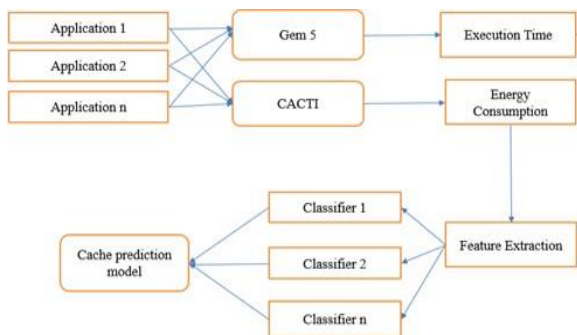 Application 1
Gem 5
Execution Time
Application 2
Application n
CACTI
Energy
Consumption
Classifier 1
Cache prediction
model
Classifier 2
Feature Extraction
Classifier n